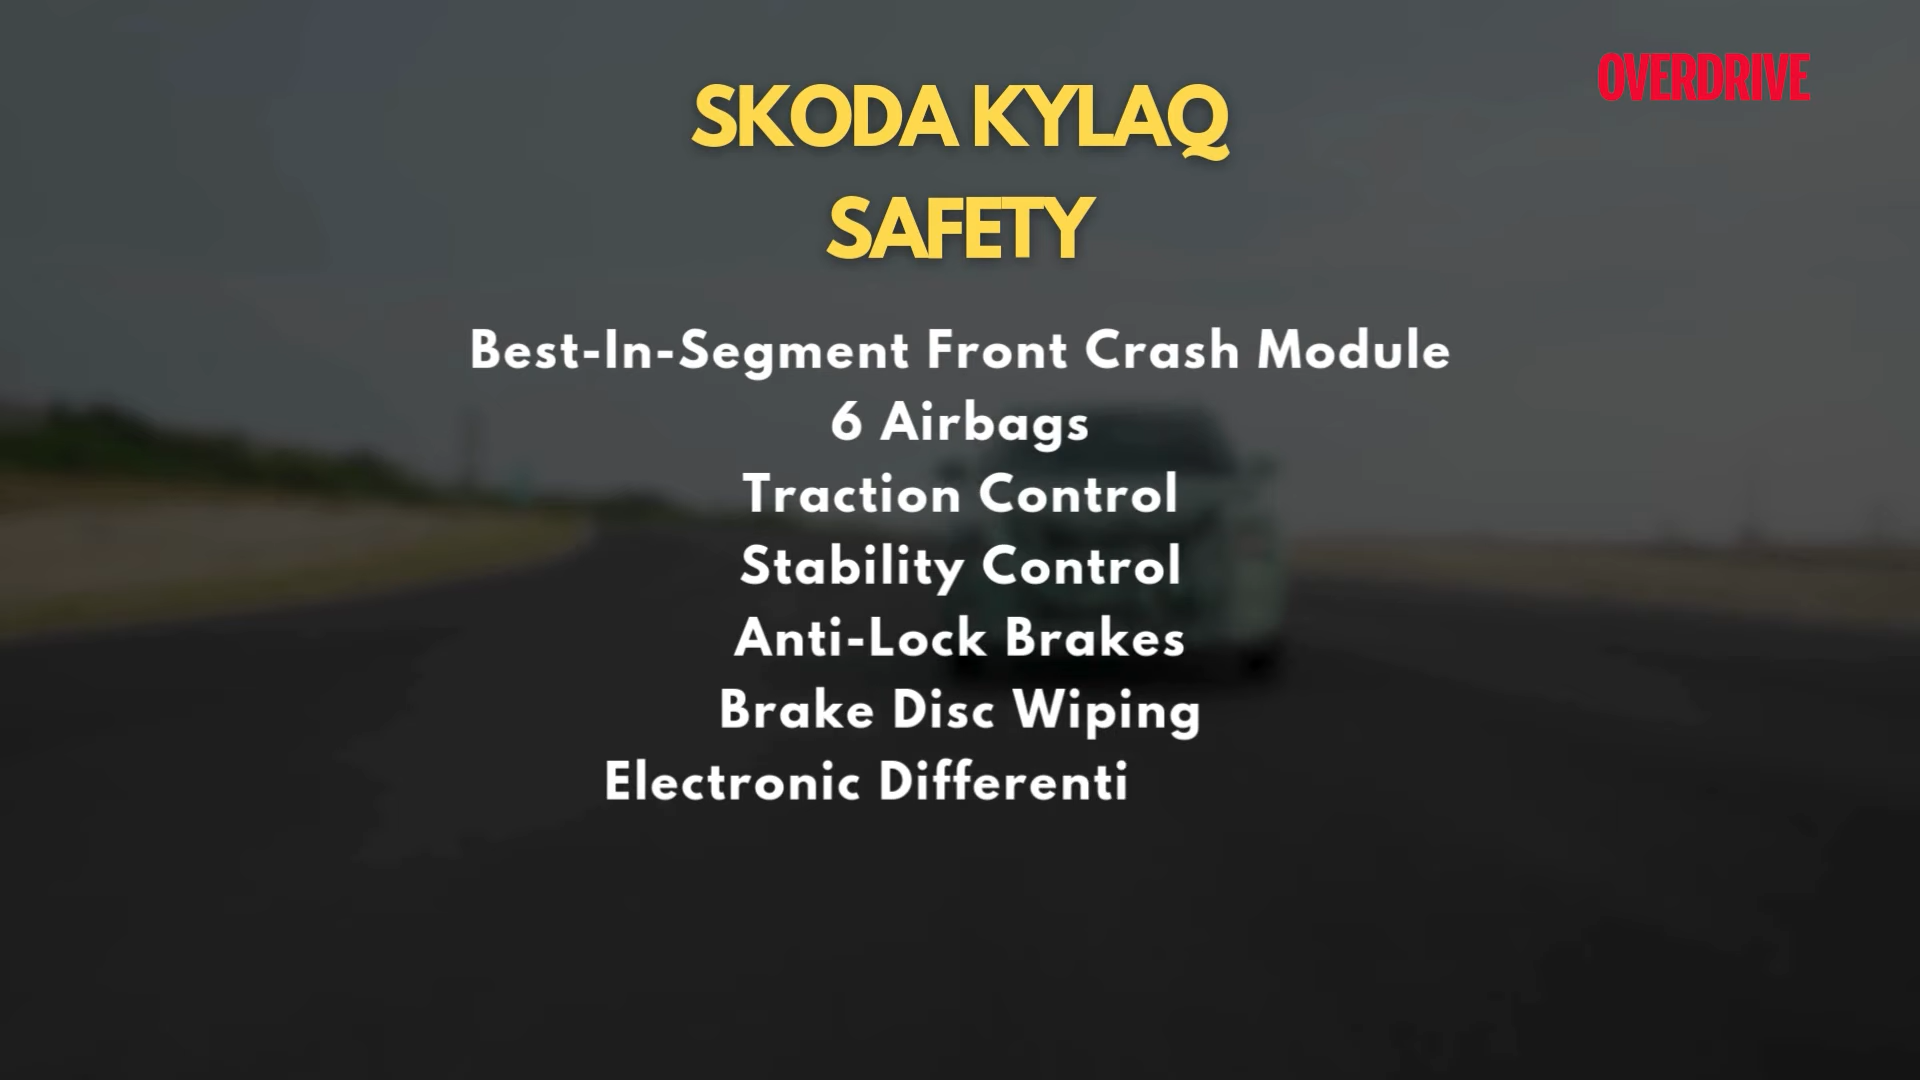 OVERDRIVE
SKODA KYLAQ
SAFETY
Best-In-Segment Front Crash Module
6 Airbags
Traction Control
Stability Control
Anti-Lock Brakes
Brake Disc Wiping
Electronic Differenti